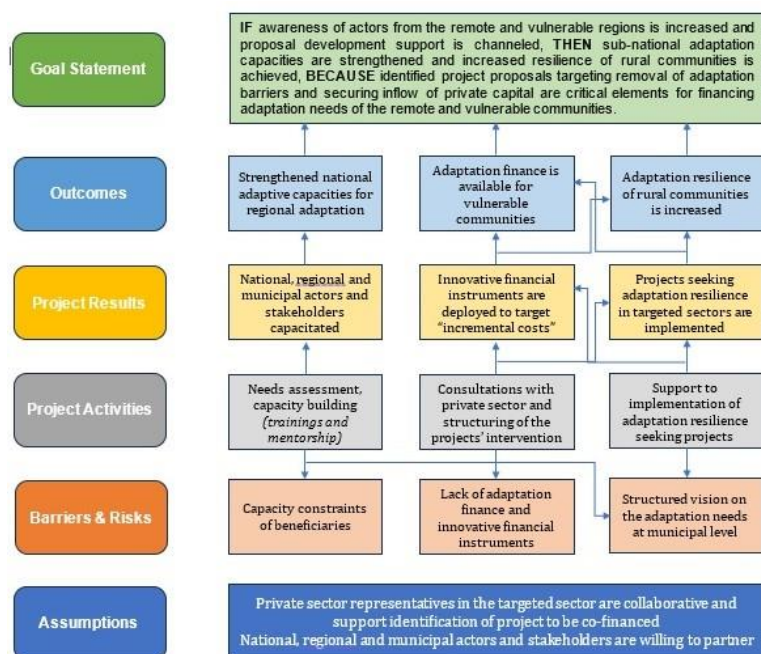 Goal Statement
IF awareness of actors from the remote and vulnerable regions is increased and
proposal development support is channeled, THEN sub-national adaptation
capacities are strengthened and increased resilience of rural communities is
achieved, BECAUSE identified project proposals targeting removal of adaptation
barriers and securing inflow of private capital are critical elements for financing
adaptation needs of the remote and vulnerable communities.
Outcomes
Strengthened national
adaptive capacities for
regional adaptation
Adaptation finance is
available for
vulnerable
communities
Adaptation resilience
of rural communities
is increased
Project Results
National, regional and
municipal actors and
stakeholders
capacitated
Innovative financial
instruments are
deployed to target
“incremental costs”
Projects seeking
adaptation resilience
in targeted sectors are
implemented
Project Activities
Needs assessment,
capacity building
(trainings and
mentorship)
Consultations with
private sector and
structuring of the
projects’ intervention
Support to
implementation of
adaptation resilience
seeking projects
Barriers & Risks
Capacity constraints
of beneficiaries
Lack of adaptation
finance and
innovative financial
instruments
Structured vision on
the adaptation needs
at municipal level
Assumptions
Private sector representatives in the targeted sector are collaborative and
support identification of project to be co-financed
National, regional and municipal actors and stakeholders are willing to partner